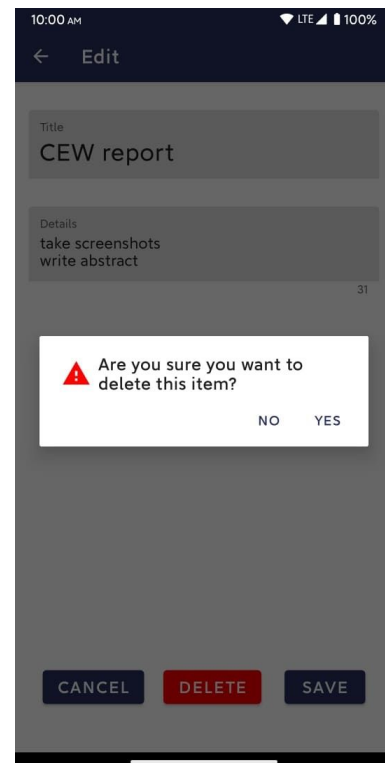 10:00 AM LTE 100%
Edit
Title
CEW report
Details
take screenshots
write abstract
31
Are you sure you want to
delete this item?
NO YES
CANCEL DELETE SAVE